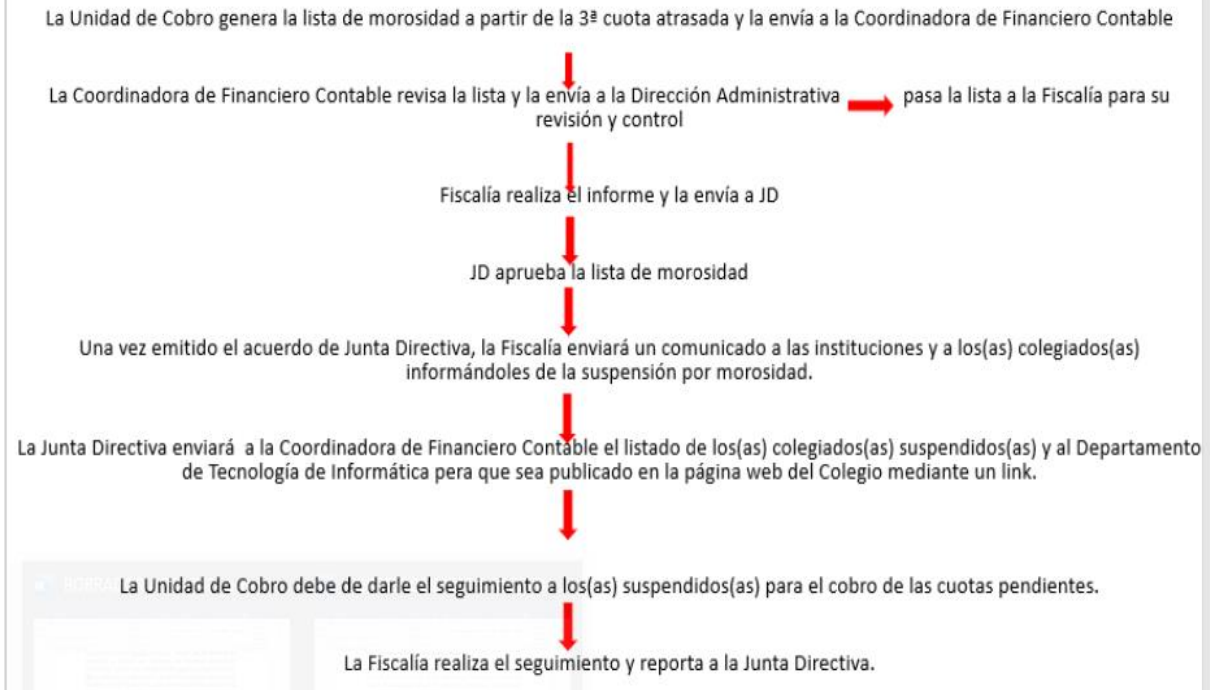 La Unidad de Cobro genera la lista de morosidad a partir de la 3ª cuota atrasada y la envía a la Coordinadora de Financiero Contable
La Coordinadora de Financiero Contable revisa la lista y la envía a la Dirección Administrativa pasa la lista a la Fiscalía para su
revisión y control
Fiscalía realiza el informe y la envía a JD
JD aprueba la lista de morosidad
Una vez emitido el acuerdo de Junta Directiva, la Fiscalía enviará un comunicado a las instituciones y a los(as) colegiados(as)
informándoles de la suspensión por morosidad.
La Junta Directiva enviará a la Coordinadora de Financiero Contable el listado de los(as) colegiados(as) suspendidos(as) y al Departamento
de Tecnología de Informática pera que sea publicado en la página web del Colegio mediante un link.
La Unidad de Cobro debe de darle el seguimiento a los(as) suspendidos(as) para el cobro de las cuotas pendientes.
La Fiscalía realiza el seguimiento y reporta a la Junta Directiva.